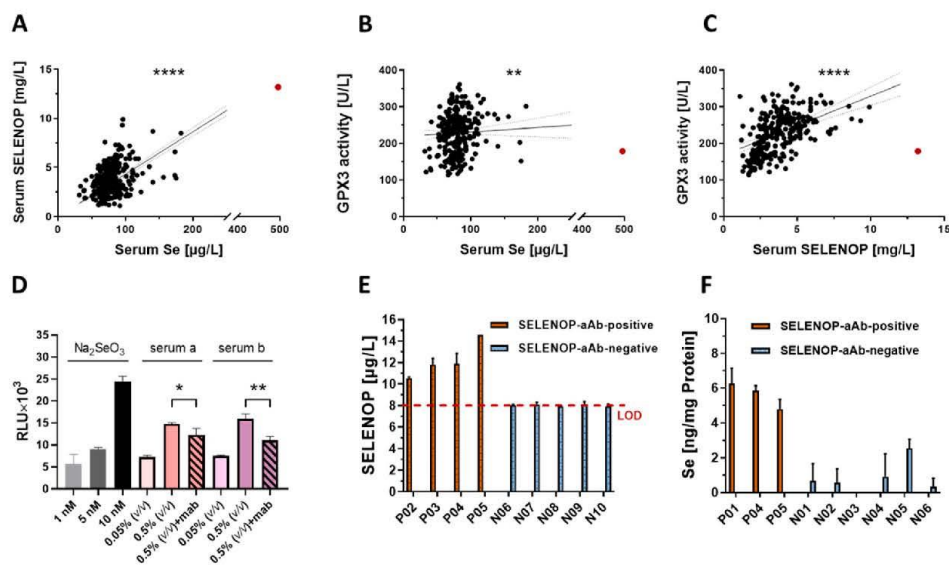 A
B
C
****
**
****
Serum SELENOP [mg/L]
15
10
5
0
0
50
100
150
200
400
500
Serum Se [µg/L]
GPX3 activity [U/L]
400
300
200
100
0
0
100
200
300
400
500
Serum Se [µg/L]
GPX3 activity [U/L]
400
300
200
100
0
0
5
10
15
Serum SELENOP [mg/L]
D
E
F
RLU×10³
35
30
25
20
15
10
5
0
Na₂SeO₃
serum a
serum b
*
**
1 nM
5 nM
10 nM
0.05% (v/v)
0.5% (v/v)
0.5% (v/v)+mab
0.05% (v/v)
0.5% (v/v)
0.5% (v/v)+mab
SELENOP [µg/L]
16
14
12
10
8
6
4
2
0
SELENOP-aAb-positive
SELENOP-aAb-negative
LOD
P02
P03
P04
P05
N06
N07
N08
N09
N10
Se [ng/mg Protein]
10
8
6
4
2
0
SELENOP-aAb-positive
SELENOP-aAb-negative
P01
P04
P05
N01
N02
N03
N04
N05
N06